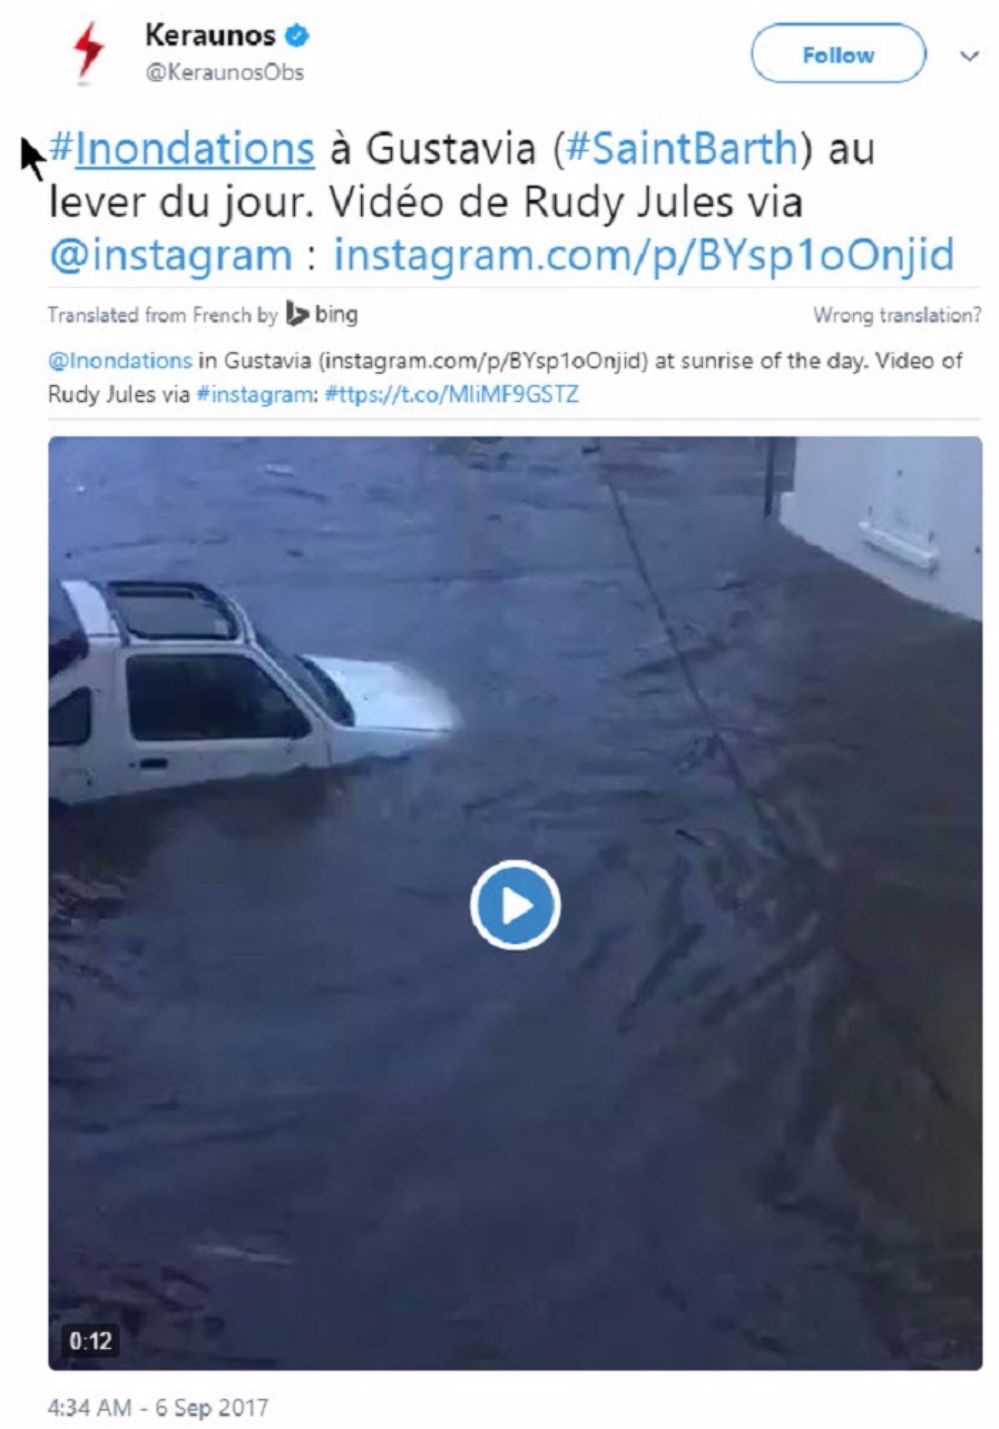 Keraunos
@KeraunosObs
Follow
#Inondations à Gustavia (#SaintBarth) au
lever du jour. Vidéo de Rudy Jules via
@instagram : instagram.com/p/BYsp1oOnjid
Translated from French by bing
Wrong translation?
@Inondations in Gustavia (instagram.com/p/BYsp1oOnjid) at sunrise of the day. Video of
Rudy Jules via #instagram: #ttps://t.co/MIiMF9GSTZ
0:12
4:34 AM - 6 Sep 2017